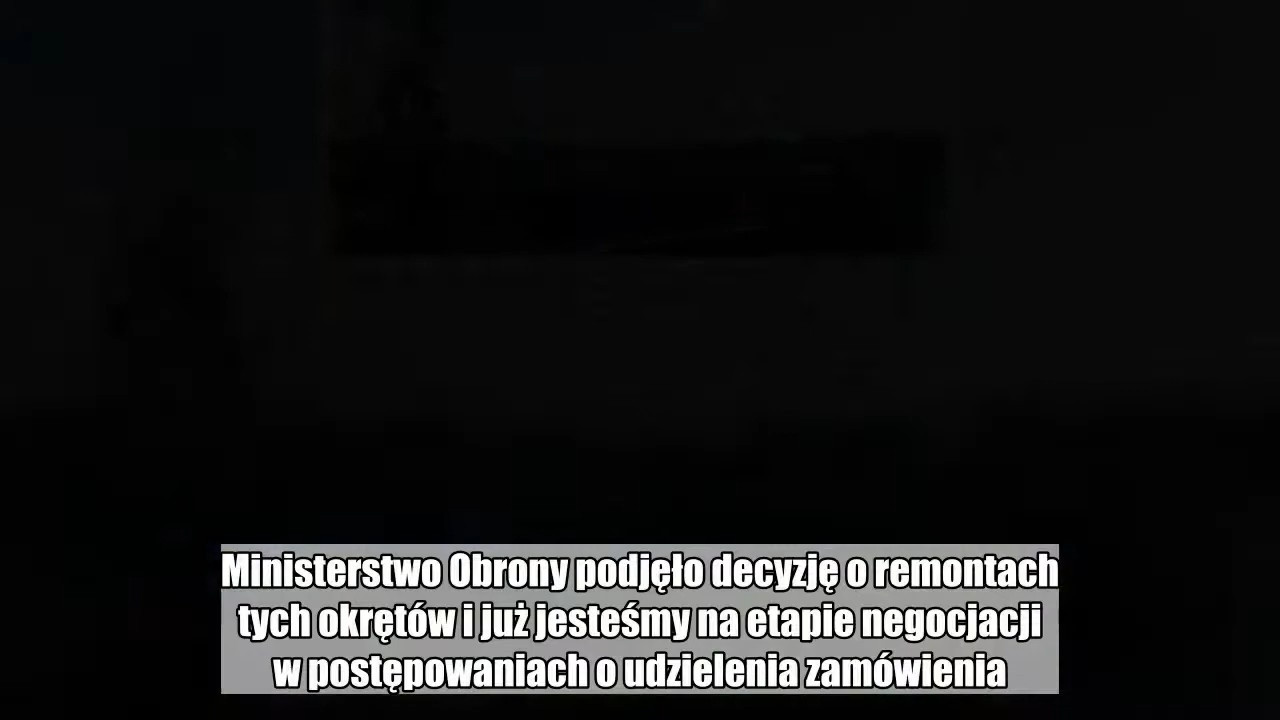 Ministerstwo Obrony podjęło decyzję o remontach
tych okrętów i już jesteśmy na etapie negocjacji
w postępowaniach o udzielenia zamówienia